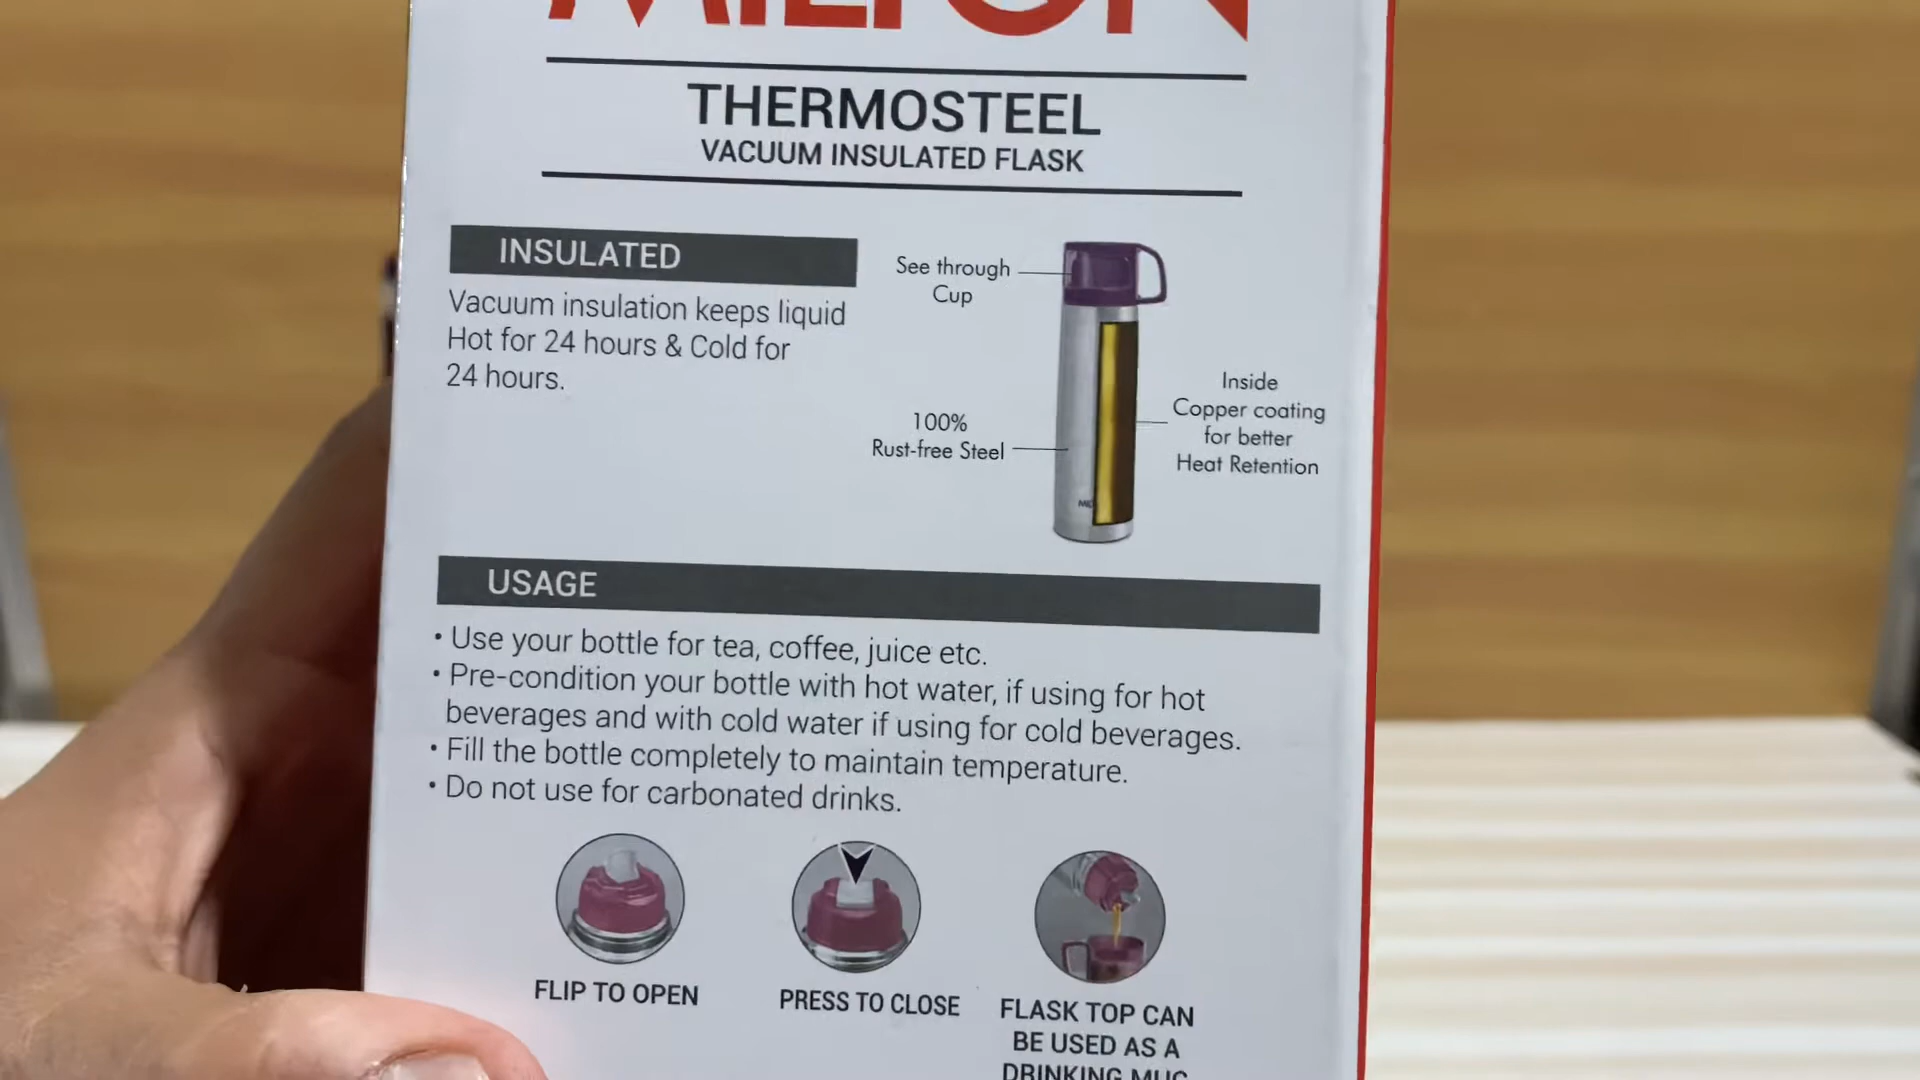 MILTON
THERMOSTEEL
VACUUM INSULATED FLASK
INSULATED
Vacuum insulation keeps liquid
Hot for 24 hours & Cold for
24 hours.
See through
Cup
100%
Rust-free Steel
Inside
Copper coating
for better
Heat Retention
USAGE
• Use your bottle for tea, coffee, juice etc.
• Pre-condition your bottle with hot water, if using for hot
beverages and with cold water if using for cold beverages.
• Fill the bottle completely to maintain temperature.
• Do not use for carbonated drinks.
FLIP TO OPEN
PRESS TO CLOSE
FLASK TOP CAN
BE USED AS A
DRINKING MUG